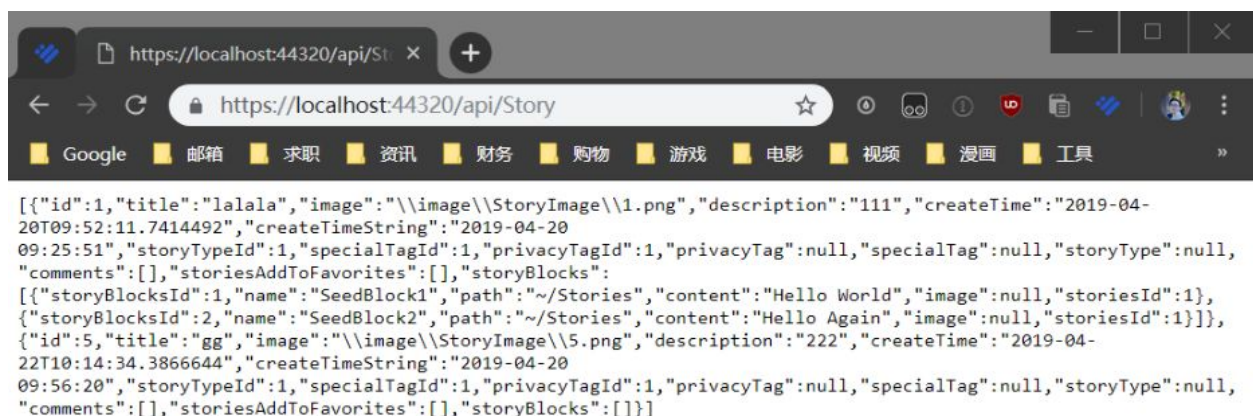 https://localhost:44320/api/St
https://localhost:44320/api/Story
Google 邮箱 求职 资讯 财务 购物 游戏 电影 视频 漫画 工具 »
[{"id":1,"title":"lalala","image":"\\image\\StoryImage\\1.png","description":"111","createTime":"2019-04-
20T09:52:11.7414492","createTimeString":"2019-04-20
09:25:51","storyTypeId":1,"specialTagId":1,"privacyTagId":1,"privacyTag":null,"specialTag":null,"storyType":null,
"comments":[],"storiesAddToFavorites":[],"storyBlocks":
[{"storyBlocksId":1,"name":"SeedBlock1","path":"~/Stories","content":"Hello World","image":null,"storiesId":1},
{"storyBlocksId":2,"name":"SeedBlock2","path":"~/Stories","content":"Hello Again","image":null,"storiesId":1}]},
{"id":5,"title":"gg","image":"\\image\\StoryImage\\5.png","description":"222","createTime":"2019-04-
22T10:14:34.3866644","createTimeString":"2019-04-20
09:56:20","storyTypeId":1,"specialTagId":1,"privacyTagId":1,"privacyTag":null,"specialTag":null,"storyType":null,
"comments":[],"storiesAddToFavorites":[],"storyBlocks":[]}]